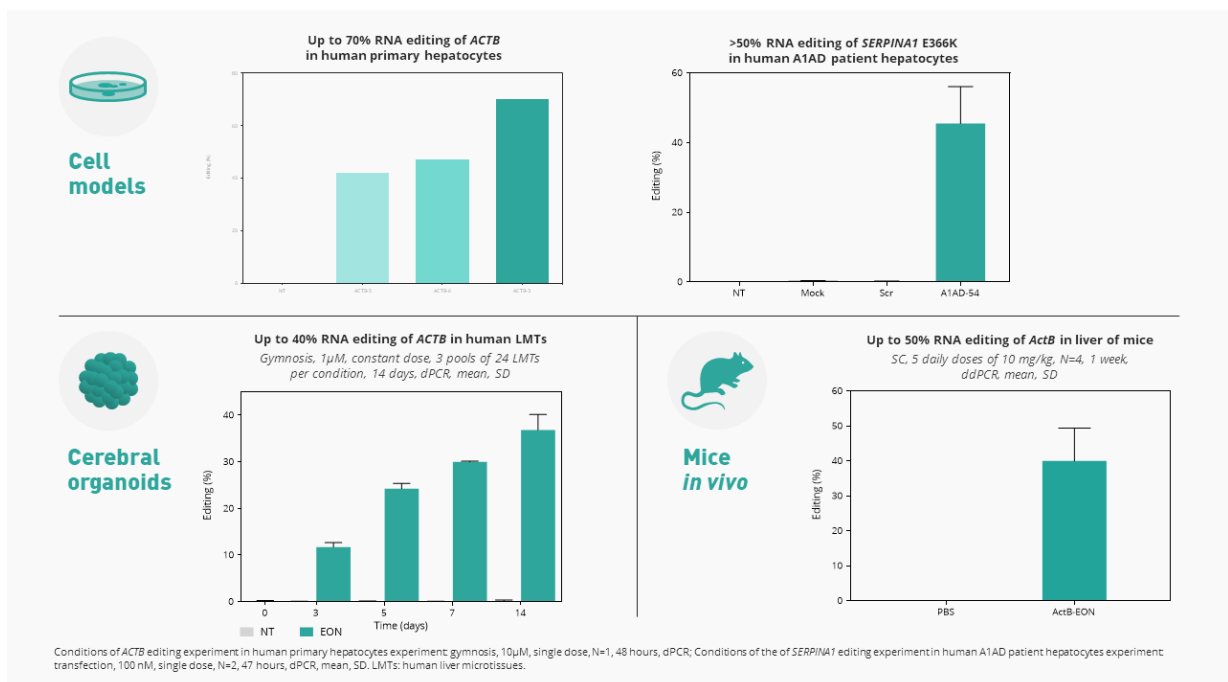 Up to 70% RNA editing of ACTB
in human primary hepatocytes
80
60
40
20
0
Editing (%)
NT
Cell
models
>50% RNA editing of SERPINA1 E366K
in human A1AD patient hepatocytes
60
40
20
0
Editing (%)
NT Mock Scr A1AD-54
Up to 40% RNA editing of ACTB in human LMTs
Gymnosis, 1µM, constant dose, 3 pools of 24 LMTs
per condition, 14 days, dPCR, mean, SD
Cerebral
organoids
40
30
20
10
0
Editing (%)
0 3 5 7 14
Time (days)
NT EON
Up to 50% RNA editing of ActB in liver of mice
SC, 5 daily doses of 10 mg/kg, N=4, 1 week,
ddPCR, mean, SD
Mice
in vivo
60
50
40
30
20
10
0
Editing (%)
PBS ActB-EON
Conditions of ACTB editing experiment in human primary hepatocytes experiment: gymnosis, 10µM, single dose, N=1, 48 hours, dPCR; Conditions of the of SERPINA1 editing experiment in human A1AD patient hepatocytes experiment:
transfection, 100 nM, single dose, N=2, 47 hours, dPCR, mean, SD. LMTs: human liver microtissues.